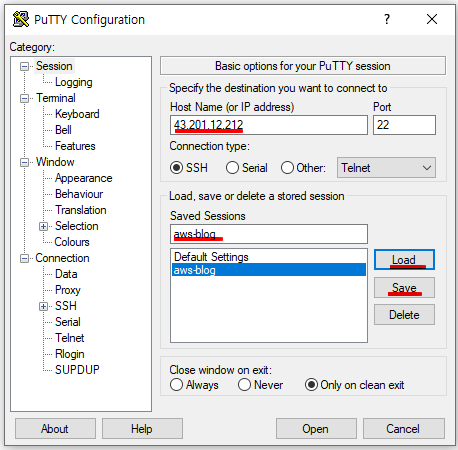 PuTTY Configuration
?
Category:
Session
Logging
Terminal
Keyboard
Bell
Features
Window
Appearance
Behaviour
Translation
Selection
Colours
Connection
Data
Proxy
SSH
Serial
Telnet
Rlogin
SUPDUP
Basic options for your PuTTY session
Specify the destination you want to connect to
Host Name (or IP address) Port
43.201.12.212 22
Connection type:
SSH Serial Other: Telnet
Load, save or delete a stored session
Saved Sessions
aws-blog
Default Settings
aws-blog
Load
Save
Delete
Close window on exit:
Always Never Only on clean exit
About Help Open Cancel